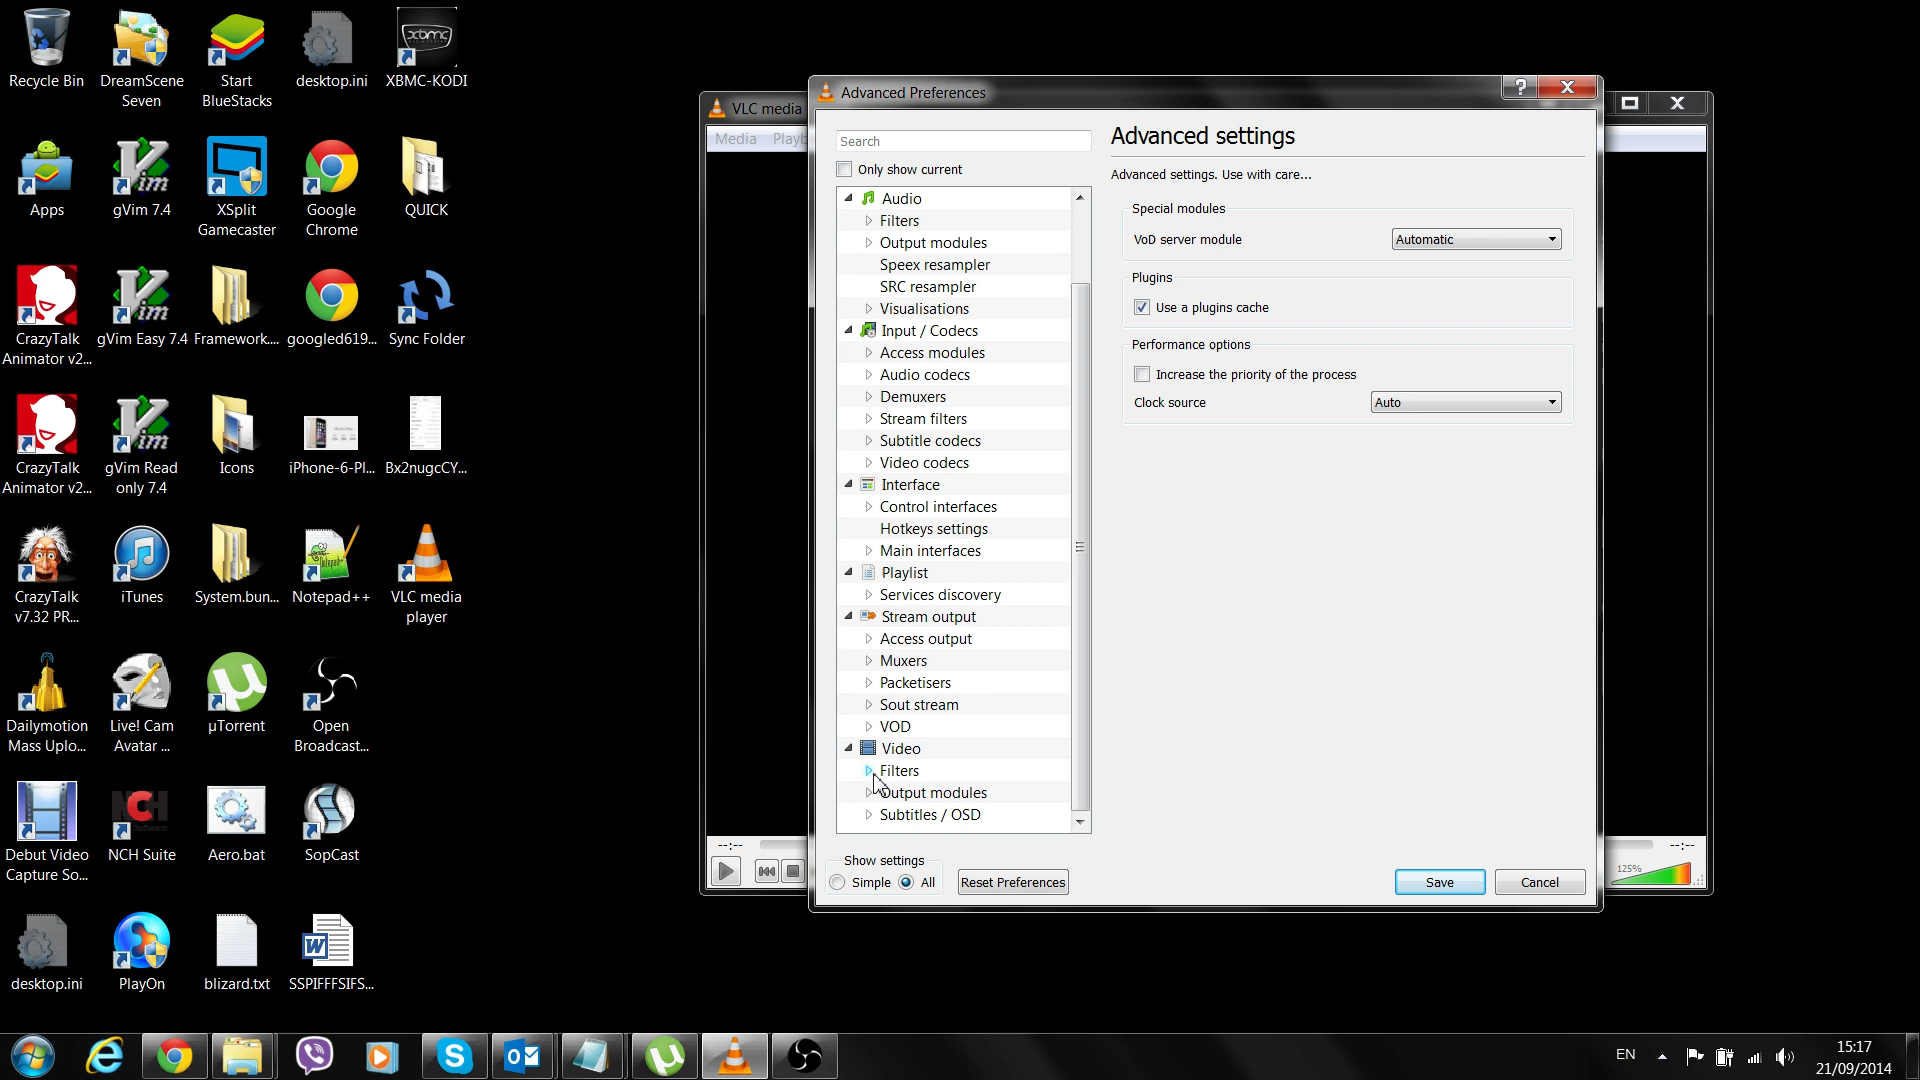 Recycle Bin
DreamScene
Seven
Start
BlueStacks
desktop.ini
xbmc
XBMC-KODI
Apps
gVim 7.4
XSplit
Gamecaster
Google
Chrome
QUICK
CrazyTalk
Animator v2...
gVim Easy 7.4
Framework....
googled619...
Sync Folder
CrazyTalk
Animator v2...
gVim Read
only 7.4
Icons
iPhone-6-Pl...
Bx2nugcCY...
CrazyTalk
v7.32 PR...
iTunes
System.bun...
Notepad++
VLC media
player
Dailymotion
Mass Uplo...
Live! Cam
Avatar ...
µTorrent
Open
Broadcast...
Debut Video
Capture So...
NCH Suite
Aero.bat
SopCast
desktop.ini
PlayOn
blizard.txt
SSPIFFFSIFS...
VLC media
Media Playb
--:--
--:--
125%
Advanced Preferences
Search
Only show current
Audio
Filters
Output modules
Speex resampler
SRC resampler
Visualisations
Input / Codecs
Access modules
Audio codecs
Demuxers
Stream filters
Subtitle codecs
Video codecs
Interface
Control interfaces
Hotkeys settings
Main interfaces
Playlist
Services discovery
Stream output
Access output
Muxers
Packetisers
Sout stream
VOD
Video
Filters
Output modules
Subtitles / OSD
Show settings
Simple All
Reset Preferences
Advanced settings
Advanced settings. Use with care...
Special modules
VoD server module Automatic
Plugins
Use a plugins cache
Performance options
Increase the priority of the process
Clock source Auto
Save
Cancel
EN
15:17
21/09/2014